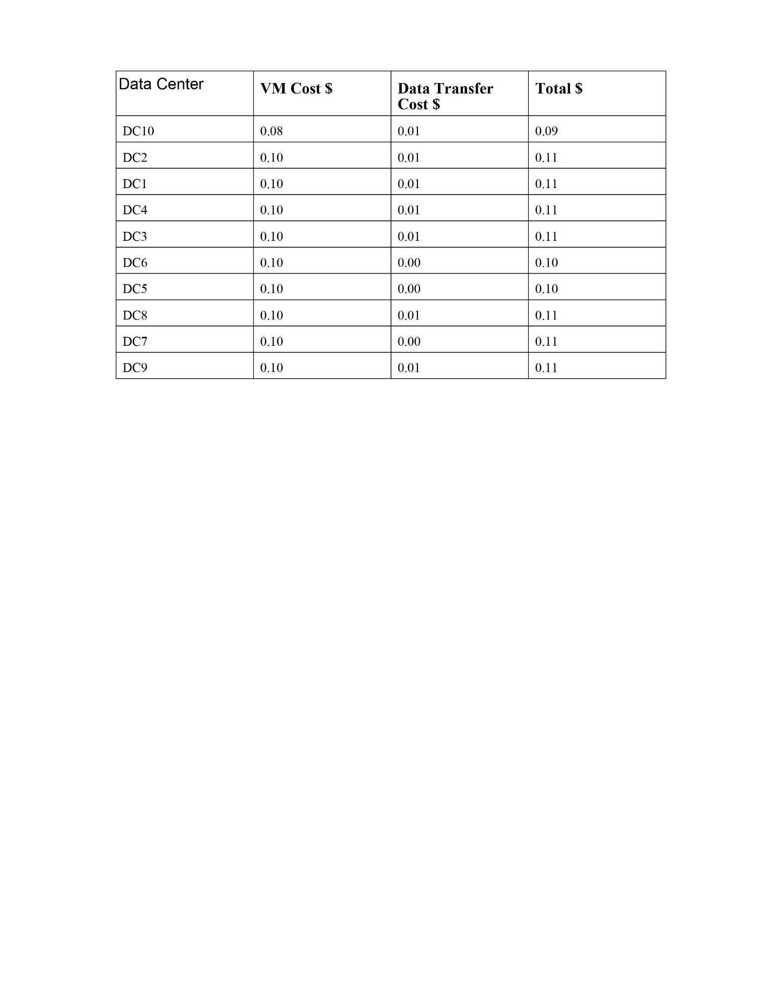 Data Center VM Cost $ Data Transfer Cost $ Total $
DC10 0.08 0.01 0.09
DC2 0.10 0.01 0.11
DC1 0.10 0.01 0.11
DC4 0.10 0.01 0.11
DC3 0.10 0.01 0.11
DC6 0.10 0.00 0.10
DC5 0.10 0.00 0.10
DC8 0.10 0.01 0.11
DC7 0.10 0.00 0.11
DC9 0.10 0.01 0.11